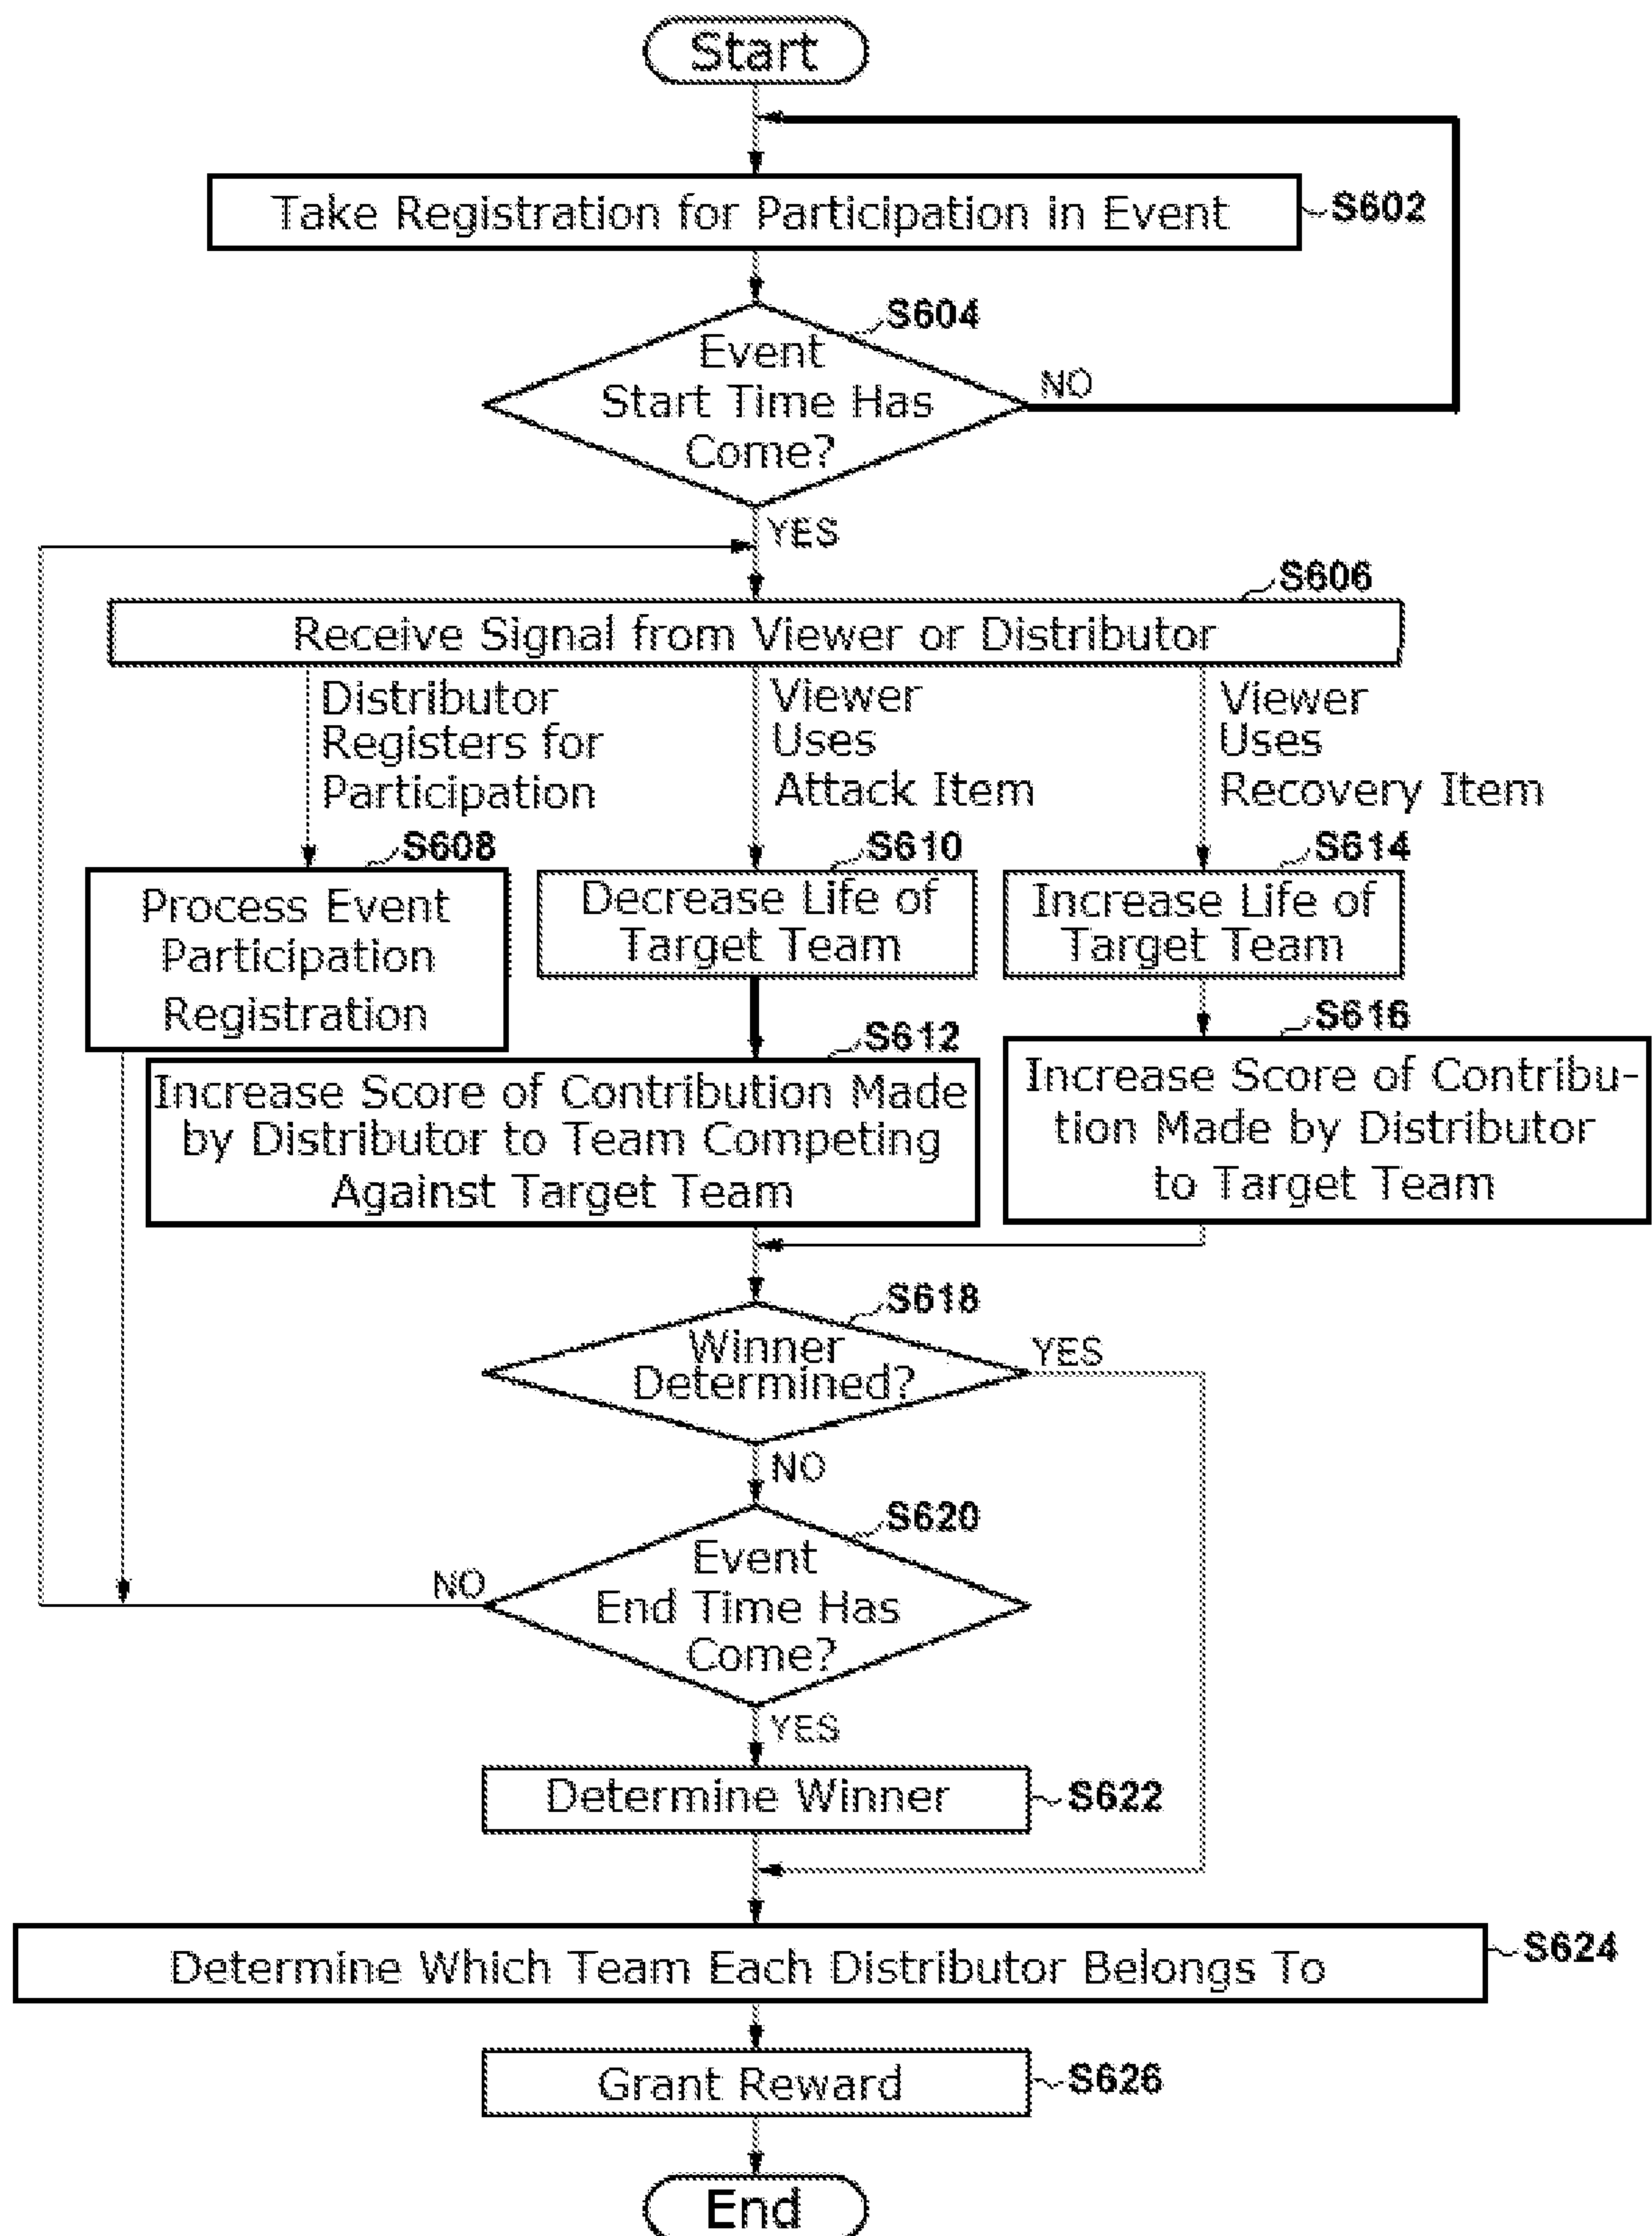 Start
Take Registration for Participation in Event
S602
S604
Event
Start Time Has
Come?
NO
YES
S606
Receive Signal from Viewer or Distributor
Distributor
Registers for
Participation
Viewer
Uses
Attack Item
Viewer
Uses
Recovery Item
S608
Process Event
Participation
Registration
S610
Decrease Life of
Target Team
S614
Increase Life of
Target Team
S612
Increase Score of Contribution Made
by Distributor to Team Competing
Against Target Team
S616
Increase Score of Contribu-
tion Made by Distributor
to Target Team
S618
Winner
Determined?
YES
NO
S620
Event
End Time Has
Come?
NO
YES
Determine Winner
S622
Determine Which Team Each Distributor Belongs To
S624
Grant Reward
S626
End